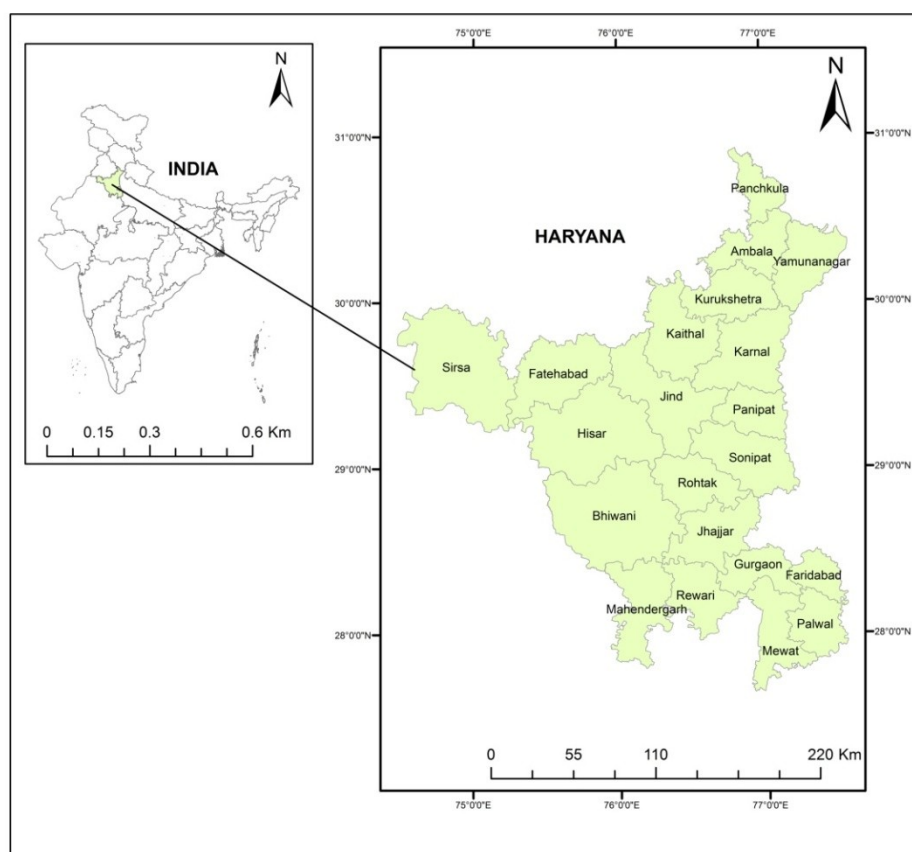 N
INDIA
0 0.15 0.3 0.6 Km
75°0'0"E 76°0'0"E 77°0'0"E
N
31°0'0"N 31°0'0"N
30°0'0"N 30°0'0"N
29°0'0"N 29°0'0"N
28°0'0"N 28°0'0"N
HARYANA
Panchkula
Ambala
Yamunanagar
Kurukshetra
Kaithal
Karnal
Sirsa
Fatehabad
Jind
Panipat
Hisar
Sonipat
Rohtak
Bhiwani
Jhajjar
Gurgaon
Faridabad
Rewari
Mahendergarh
Palwal
Mewat
0 55 110 220 Km
75°0'0"E 76°0'0"E 77°0'0"E